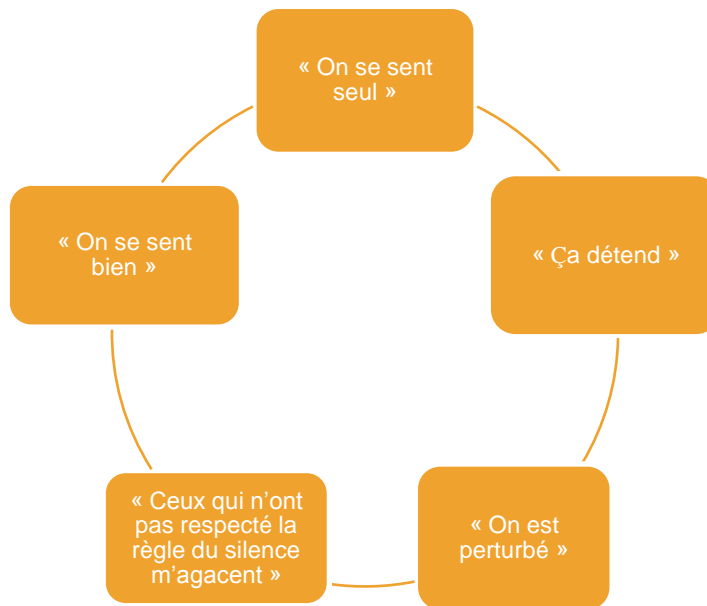 « On se sent
seul »
« Ça détend »
« On est
perturbé »
« Ceux qui n’ont
pas respecté la
règle du silence
m’agacent »
« On se sent
bien »